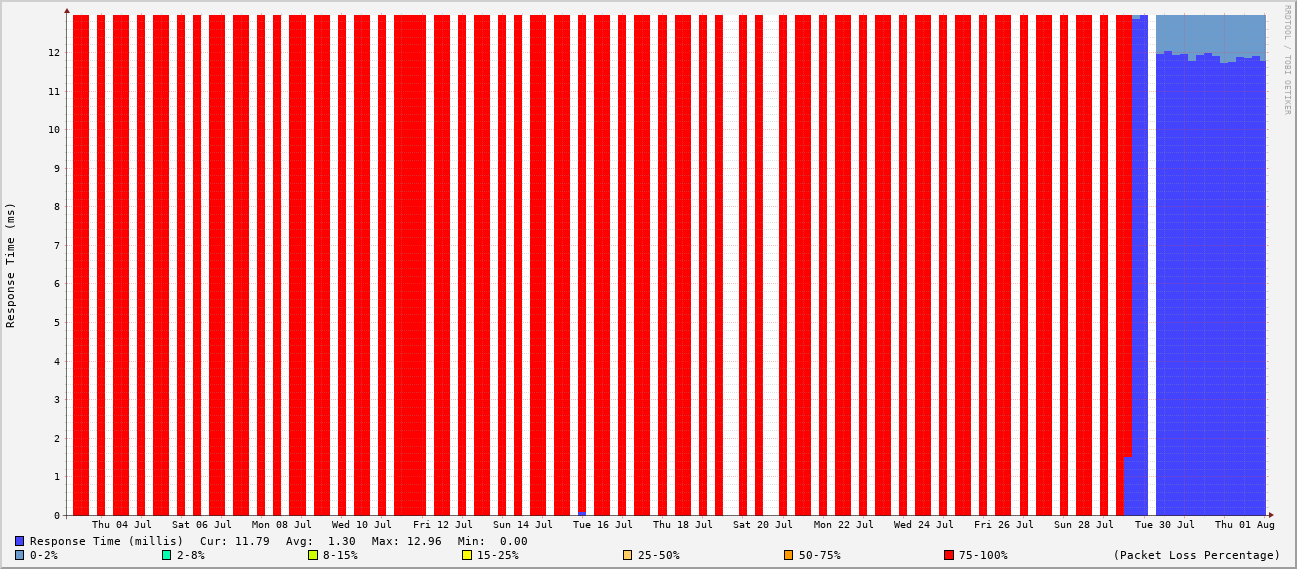 RRDTOOL / TOBI OETIKER
Response Time (ms)
12
11
10
9
8
7
6
5
4
3
2
1
0
Thu 04 Jul Sat 06 Jul Mon 08 Jul Wed 10 Jul Fri 12 Jul Sun 14 Jul Tue 16 Jul Thu 18 Jul Sat 20 Jul Mon 22 Jul Wed 24 Jul Fri 26 Jul Sun 28 Jul Tue 30 Jul Thu 01 Aug
Response Time (millis) Cur: 11.79 Avg: 1.30 Max: 12.96 Min: 0.00
0-2% 2-8% 8-15% 15-25% 25-50% 50-75% 75-100% (Packet Loss Percentage)